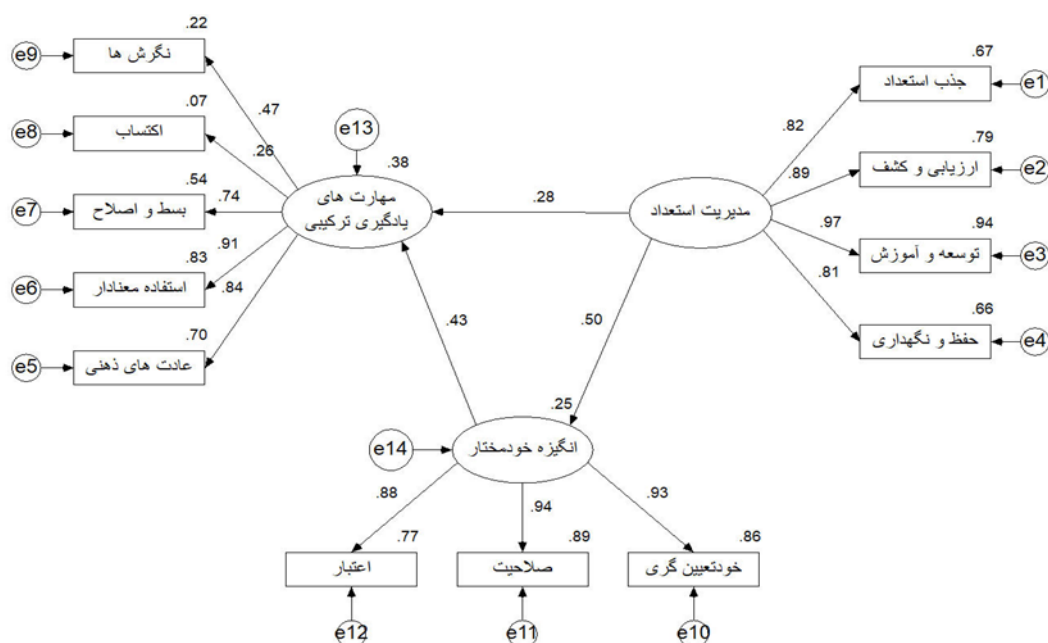 .22
e9
نگرش ها
.67
جذب استعداد
e1
.47
.07
e8
اکتساب
.26
e13
.38
.82
.79
ارزیابی و کشف
e2
.89
.54
e7
بسط و اصلاح
.74
مهارت های
یادگیری ترکیبی
.28
مدیریت استعداد
.97
.94
توسعه و آموزش
e3
.91
.83
e6
استفاده معنادار
.84
.81
.66
حفظ و نگهداری
e4
.70
e5
عادت های ذهنی
.43
.50
.25
e14
انگیزه خودمختار
.88
.94
.93
.77
اعتبار
.89
صلاحیت
.86
خودتعیین گری
e12
e11
e10